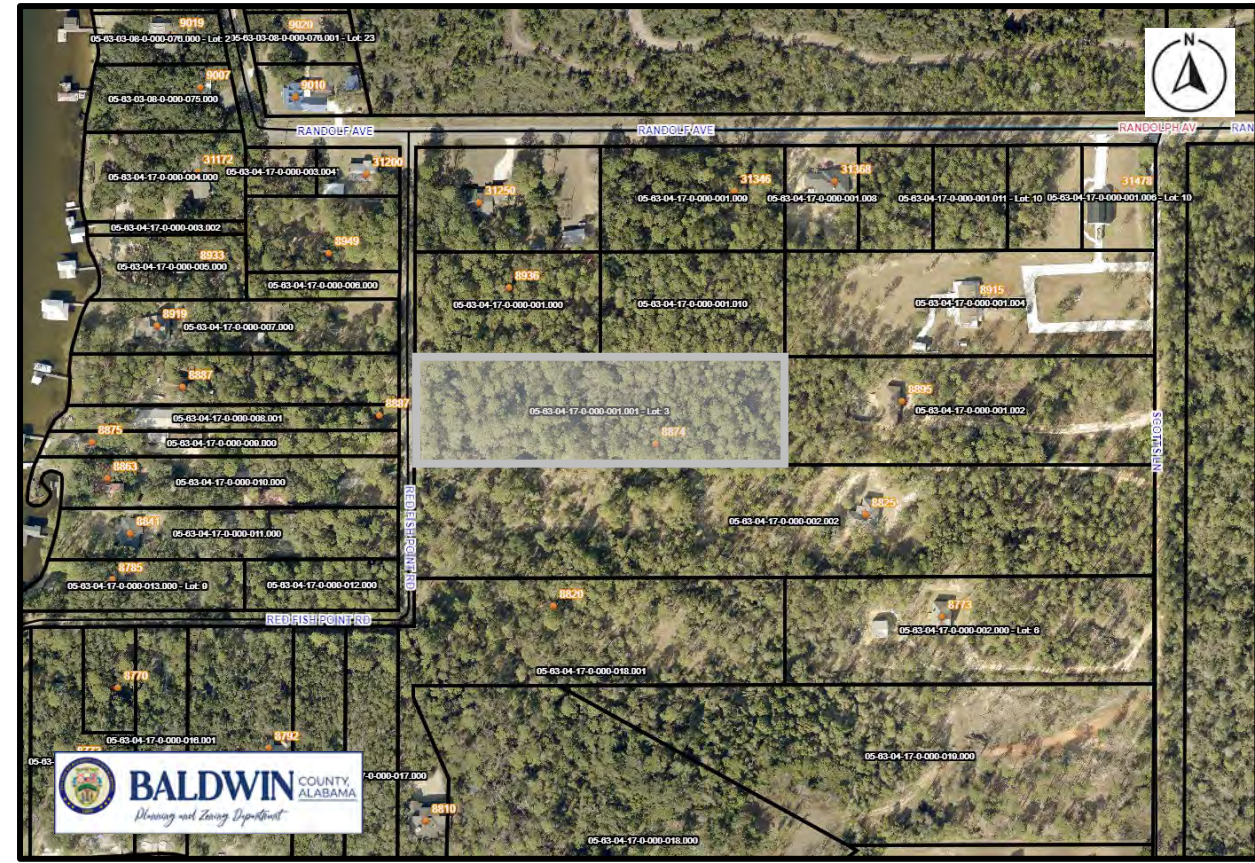 9019
9020
05-63-03-08-0-000-076.001 - Lot: 23
N
9007
9010
05-63-03-08-0-000-075.000
RANDOLF AVE
RANDOLF AVE
RANDOLPH AV
RAN
31172
05-63-04-17-0-000-004.000
05-63-04-17-0-000-003.004
31200
31250
31346
05-63-04-17-0-000-001.009
31368
05-63-04-17-0-000-001.008
05-63-04-17-0-000-001.011 - Lot: 10
31478
05-63-04-17-0-000-001.006 - Lot: 10
05-63-04-17-0-000-003.002
8933
05-63-04-17-0-000-005.000
8949
05-63-04-17-0-000-006.000
8936
05-63-04-17-0-000-001.000
05-63-04-17-0-000-001.010
8915
05-63-04-17-0-000-001.004
8919
05-63-04-17-0-000-007.000
8887
8887
05-63-04-17-0-000-008.001
8895
05-63-04-17-0-000-001.002
05-63-04-17-0-000-001.001 - Lot: 3
8874
8875
05-63-04-17-0-000-009.000
8863
05-63-04-17-0-000-010.000
SCOTTS LN
RED FISH POINT RD
8841
05-63-04-17-0-000-011.000
8825
05-63-04-17-0-000-002.002
8785
05-63-04-17-0-000-013.000 - Lot: 9
05-63-04-17-0-000-012.000
RED FISH POINT RD
8820
8773
05-63-04-17-0-000-002.000 - Lot: 6
05-63-04-17-0-000-018.001
8770
05-63-04-17-0-000-016.001
8792
05-63-04-17-0-000-019.000
BALDWIN
COUNTY,
ALABAMA
Planning and Zoning Department
7-0-000-017.000
8810
05-63-04-17-0-000-018.000